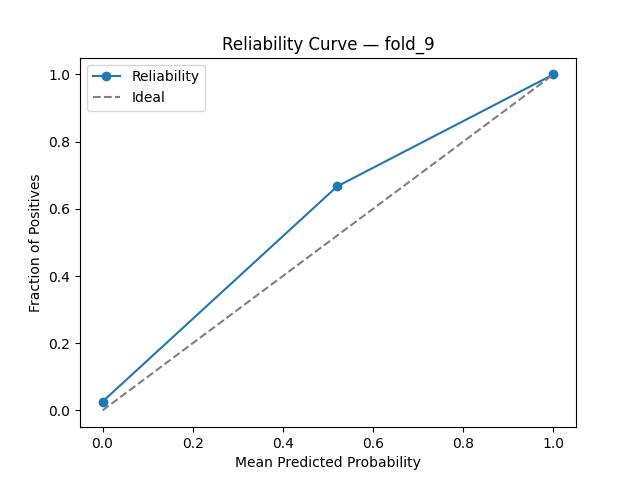 Reliability Curve — fold_9
Reliability
Ideal
Fraction of Positives
1.0
0.8
0.6
0.4
0.2
0.0
0.0 0.2 0.4 0.6 0.8 1.0
Mean Predicted Probability